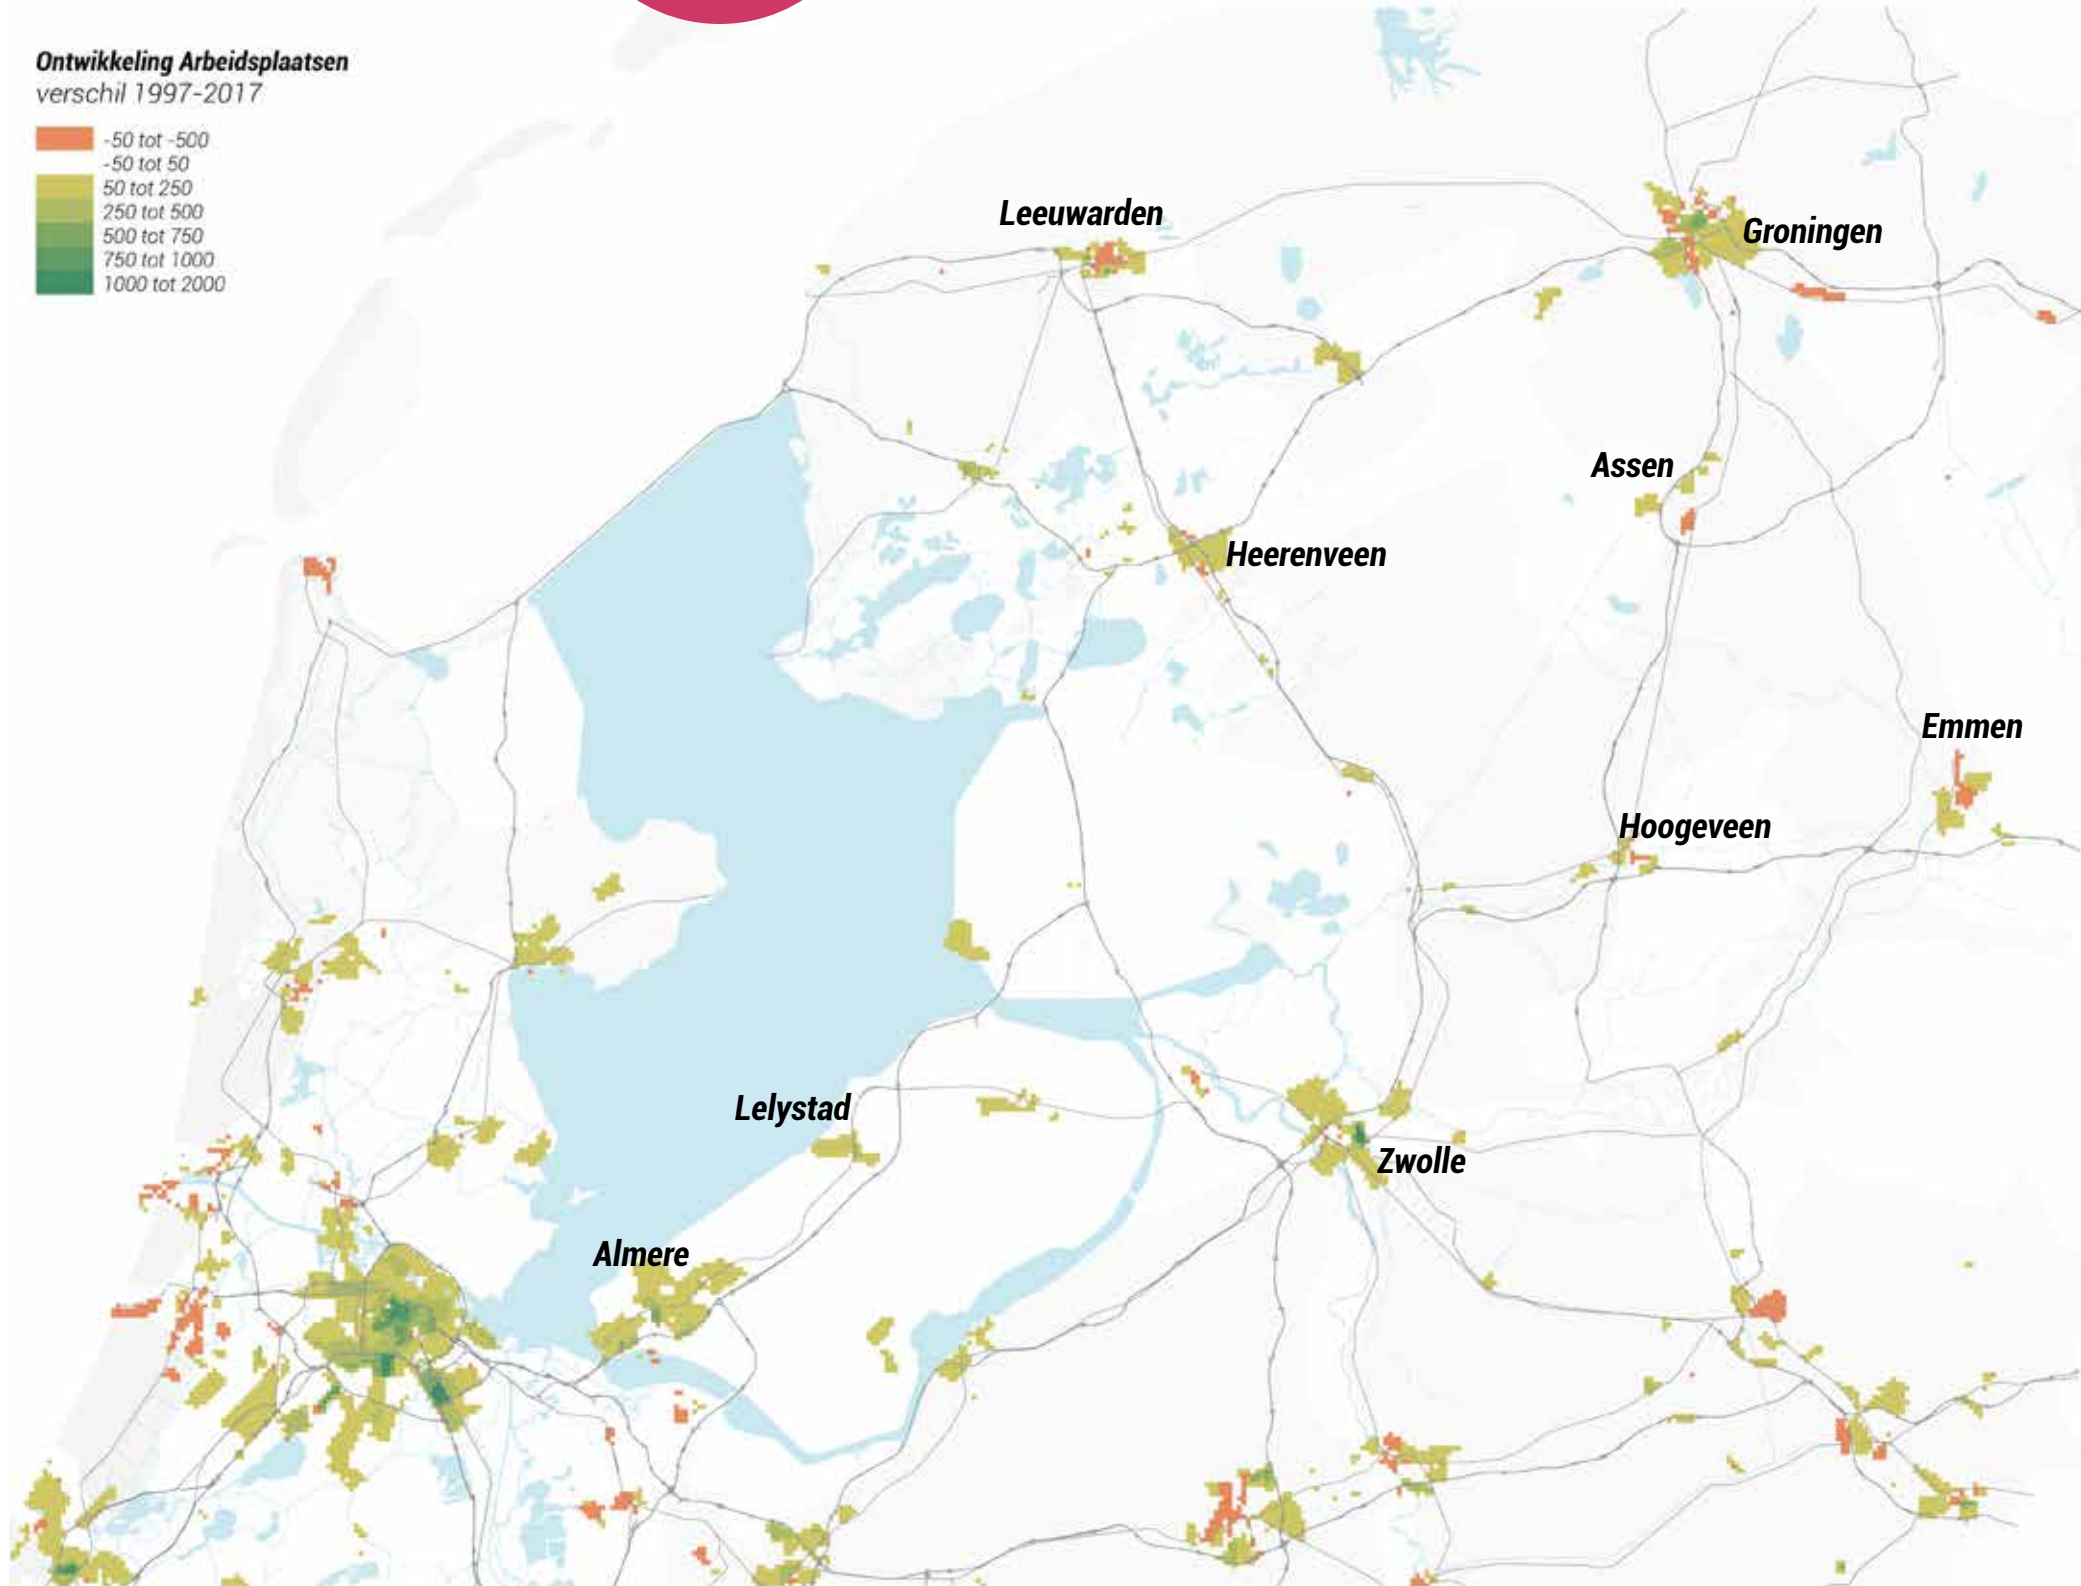 Ontwikkeling Arbeidsplaatsen
verschil 1997-2017
-50 tot -500
-50 tot 50
50 tot 250
250 tot 500
500 tot 750
750 tot 1000
1000 tot 2000
Leeuwarden
Groningen
Assen
Heerenveen
Emmen
Hoogeveen
Lelystad
Zwolle
Almere